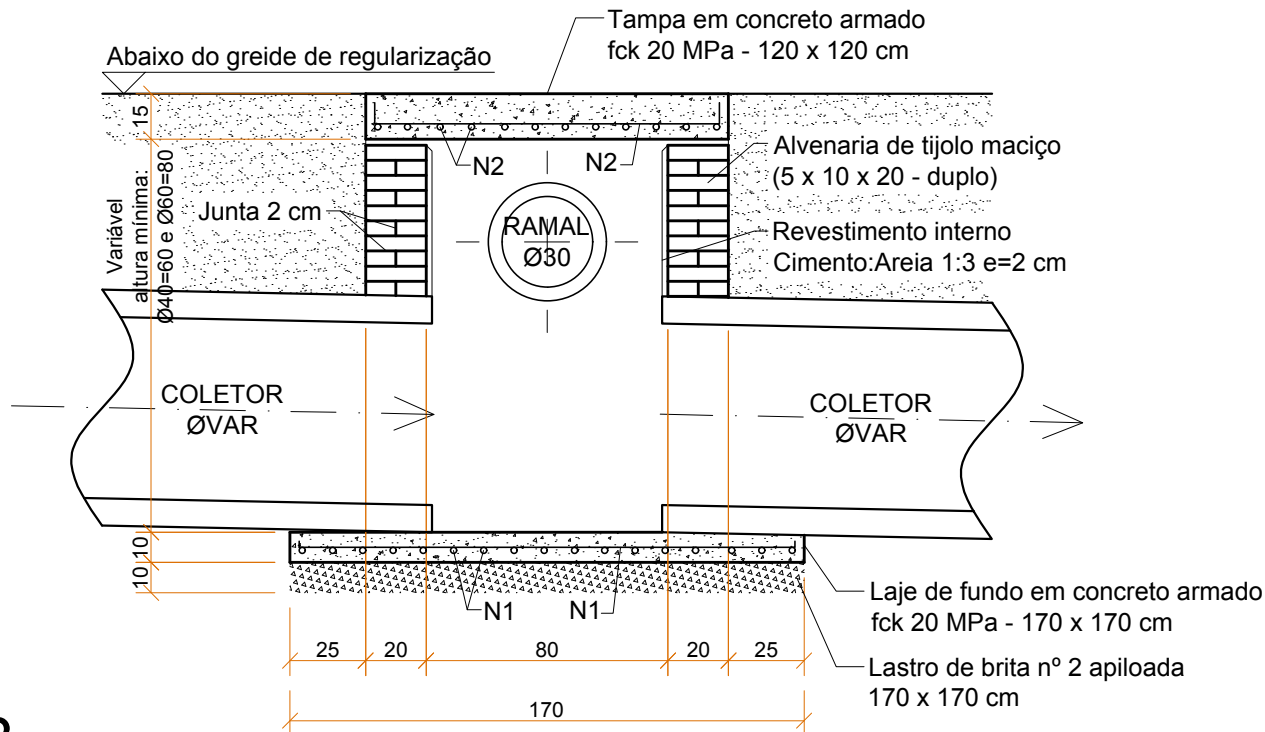 Tampa em concreto armado
fck 20 MPa - 120 x 120 cm
Abaixo do greide de regularização
15
N2
N2
Alvenaria de tijolo maciço
(5 x 10 x 20 - duplo)
Variável
altura mínima:
Ø40=60 e Ø60=80
Junta 2 cm
RAMAL
Ø30
Revestimento interno
Cimento:Areia 1:3 e=2 cm
COLETOR
ØVAR
COLETOR
ØVAR
10
10
N1
N1
Laje de fundo em concreto armado
fck 20 MPa - 170 x 170 cm
25
20
80
20
25
Lastro de brita nº 2 apiloada
170 x 170 cm
170